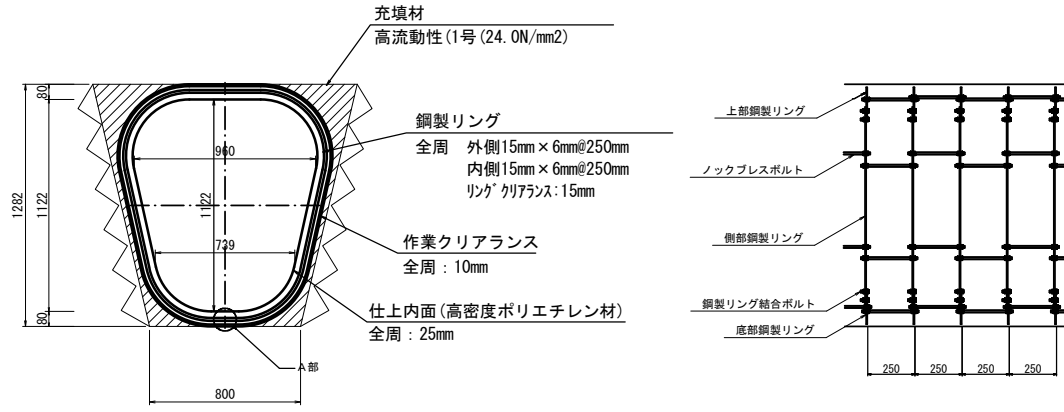 充填材
高流動性(1号(24.0N/mm2)
鋼製リング
全周 外側15mm×6mm@250mm
内側15mm×6mm@250mm
リングクリアランス:15mm
作業クリアランス
全周:10mm
仕上内面(高密度ポリエチレン材)
全周:25mm
A部
80
1282
1122
80
960
1122
739
800
上部鋼製リング
ノックブレスボルト
側部鋼製リング
鋼製リング結合ボルト
底部鋼製リング
250 250 250 250